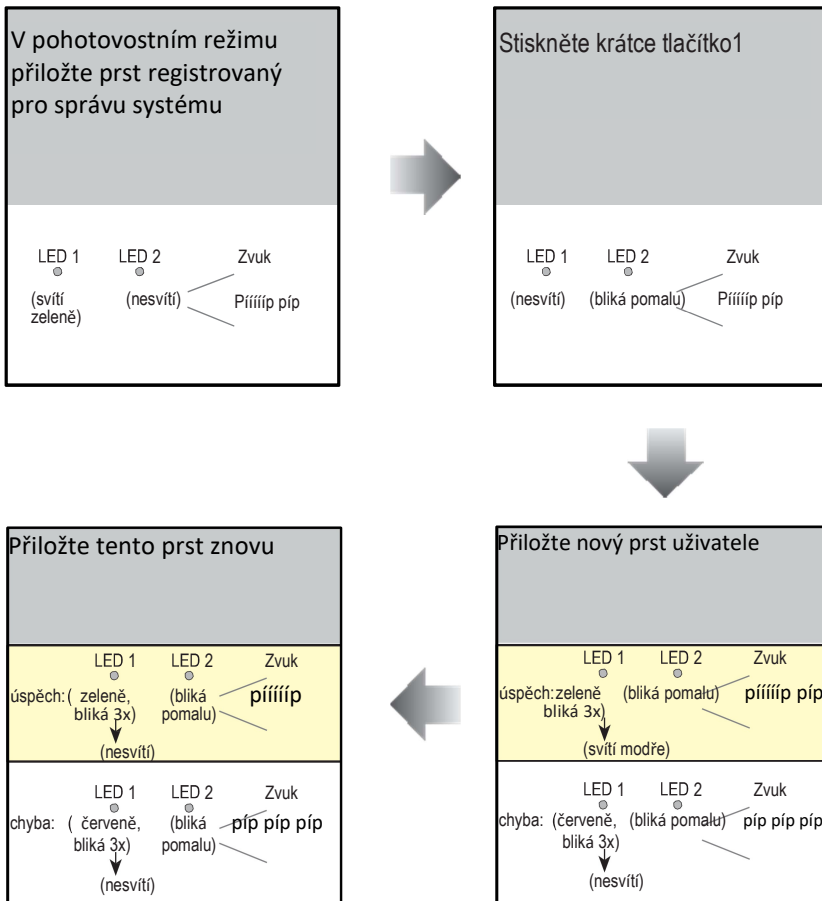 V pohotovostním režimu
přiložte prst registrovaný
pro správu systému
LED 1 LED 2 Zvuk
(svítí
zeleně) (nesvítí) Pííííípípíp
Stiskněte krátce tlačítko1
LED 1 LED 2 Zvuk
(nesvítí) (bliká pomalu) Píííííp píp
Přiložte nový prst uživatele
LED 1 LED 2 Zvuk
úspěch:zeleně (bliká pomalu) píííííp píp
bliká 3x)
(svítí modře)
LED 1 LED 2 Zvuk
chyba: (červeně, (bliká pomalu) píp píp píp
bliká 3x)
(nesvítí)
Přiložte tento prst znovu
LED 1 LED 2 Zvuk
úspěch:( zeleně, (bliká píííííp
bliká 3x) pomalu)
(nesvítí)
LED 1 LED 2 Zvuk
chyba: ( červeně, (bliká píp píp píp
bliká 3x) pomalu)
(nesvítí)